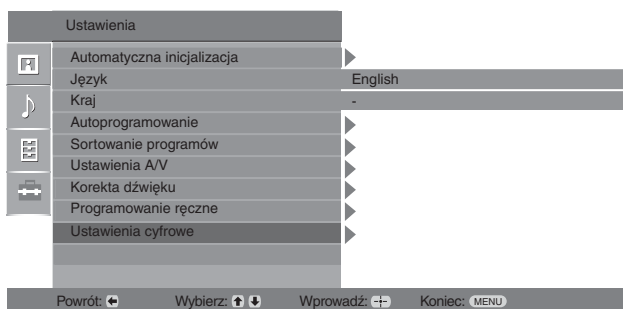 Ustawienia
Automatyczna inicjalizacja
Język English
Kraj -
Autoprogramowanie
Sortowanie programów
Ustawienia A/V
Korekta dźwięku
Programowanie ręczne
Ustawienia cyfrowe
Powrót: Wybierz: Wprowadź: Koniec: MENU